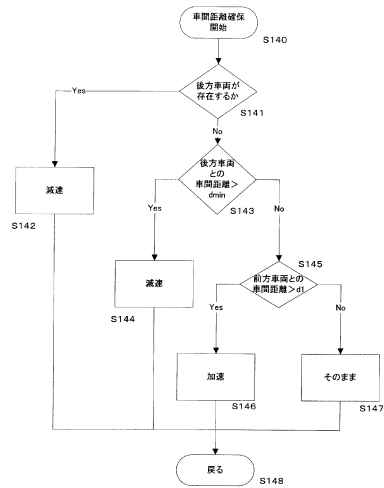 車間距離確保
開始
S140
後方車両が
存在するか
S141
Yes
No
減速
S142
後方車両
との
車間距離＞
dmin
S143
Yes
No
減速
S144
S145
前方車両との
車間距離＞d1
Yes
No
加速
S146
そのまま
S147
戻る
S148